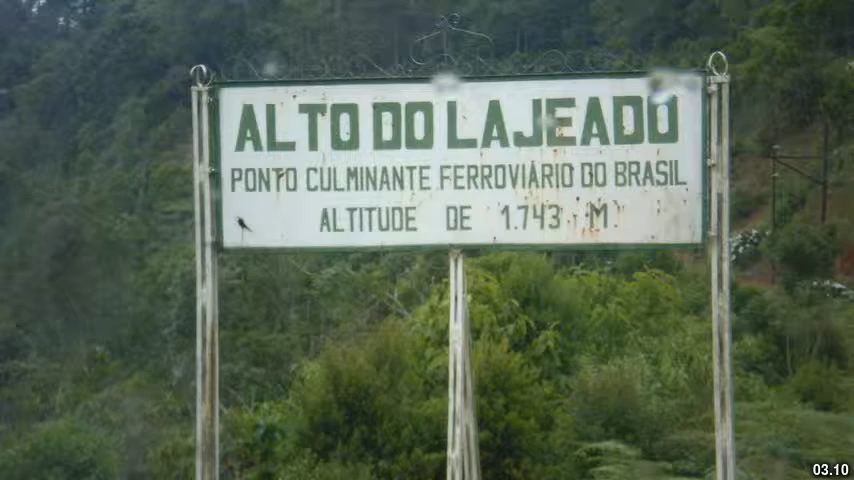 ALTO DO LAJEADO
PONTO CULMINANTE FERROVIÁRIO DO BRASIL
ALTITUDE DE 1.743 M.
03.10